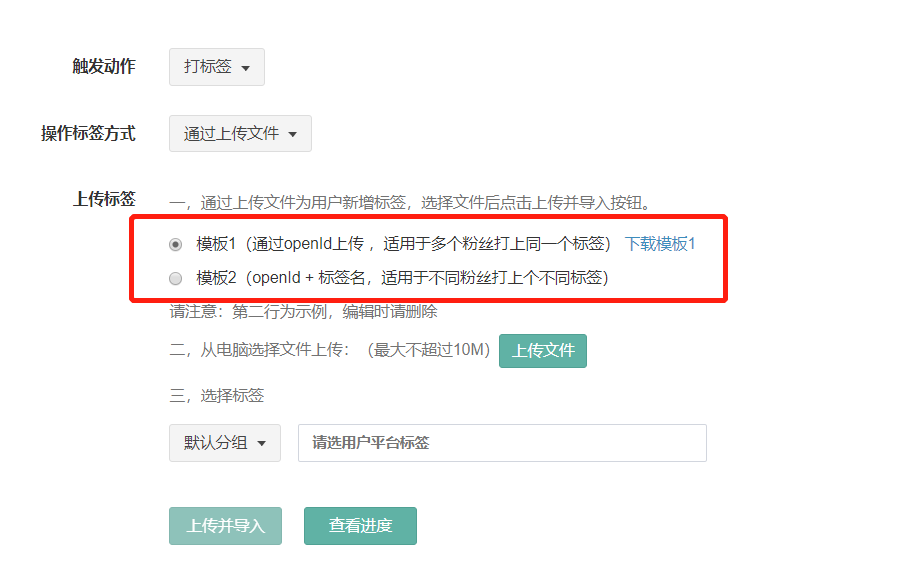 触发动作 打标签
操作标签方式 通过上传文件
上传标签 一，通过上传文件为用户新增标签，选择文件后点击上传并导入按钮。
模板1（通过openId上传 ，适用于多个粉丝打上同一个标签） 下载模板1
模板2（openId + 标签名，适用于不同粉丝打上个不同标签）
请注意：第二行为示例，编辑时请删除
二，从电脑选择文件上传：（最大不超过10M） 上传文件
三，选择标签
默认分组 请选用户平台标签
上传并导入 查看进度